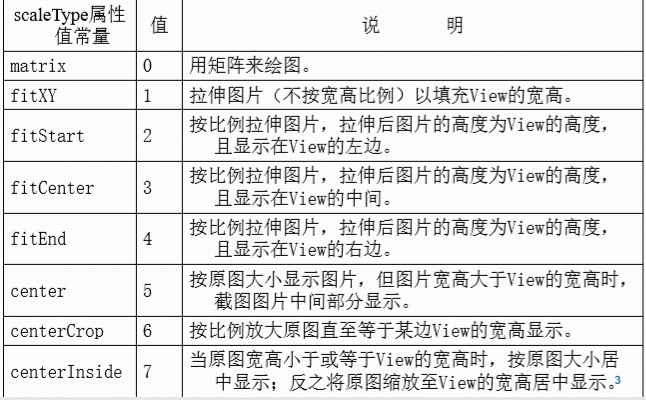 scaleType属性 值 说 明
值常量
matrix 0 用矩阵来绘图。
fitXY 1 拉伸图片（不按宽高比例）以填充View的宽高。
fitStart 2 按比例拉伸图片，拉伸后图片的高度为View的高度，
且显示在View的左边。
fitCenter 3 按比例拉伸图片，拉伸后图片的高度为View的高度，
且显示在View的中间。
fitEnd 4 按比例拉伸图片，拉伸后图片的高度为View的高度，
且显示在View的右边。
center 5 按原图大小显示图片，但图片宽高大于View的宽高时，
截图图片中间部分显示。
centerCrop 6 按比例放大原图直至等于某边View的宽高显示。
centerInside 7 当原图宽高小于或等于View的宽高时，按原图大小居
中显示；反之将原图缩放至View的宽高居中显示。3